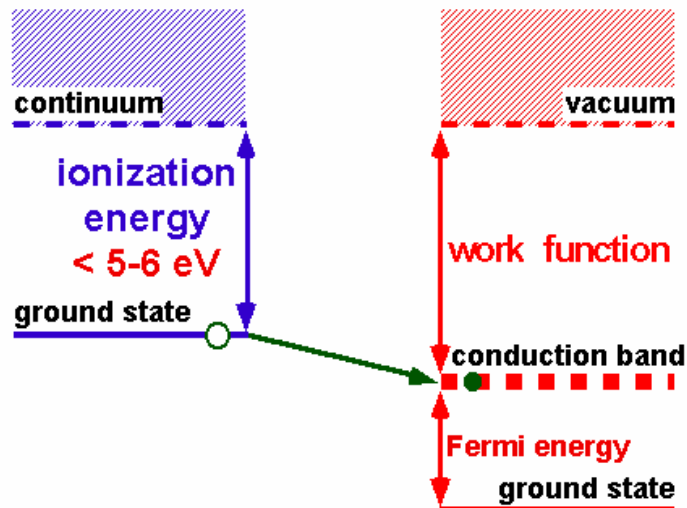 continuum
ionization
energy
< 5-6 eV
ground state
vacuum
work function
conduction band
Fermi energy
ground state